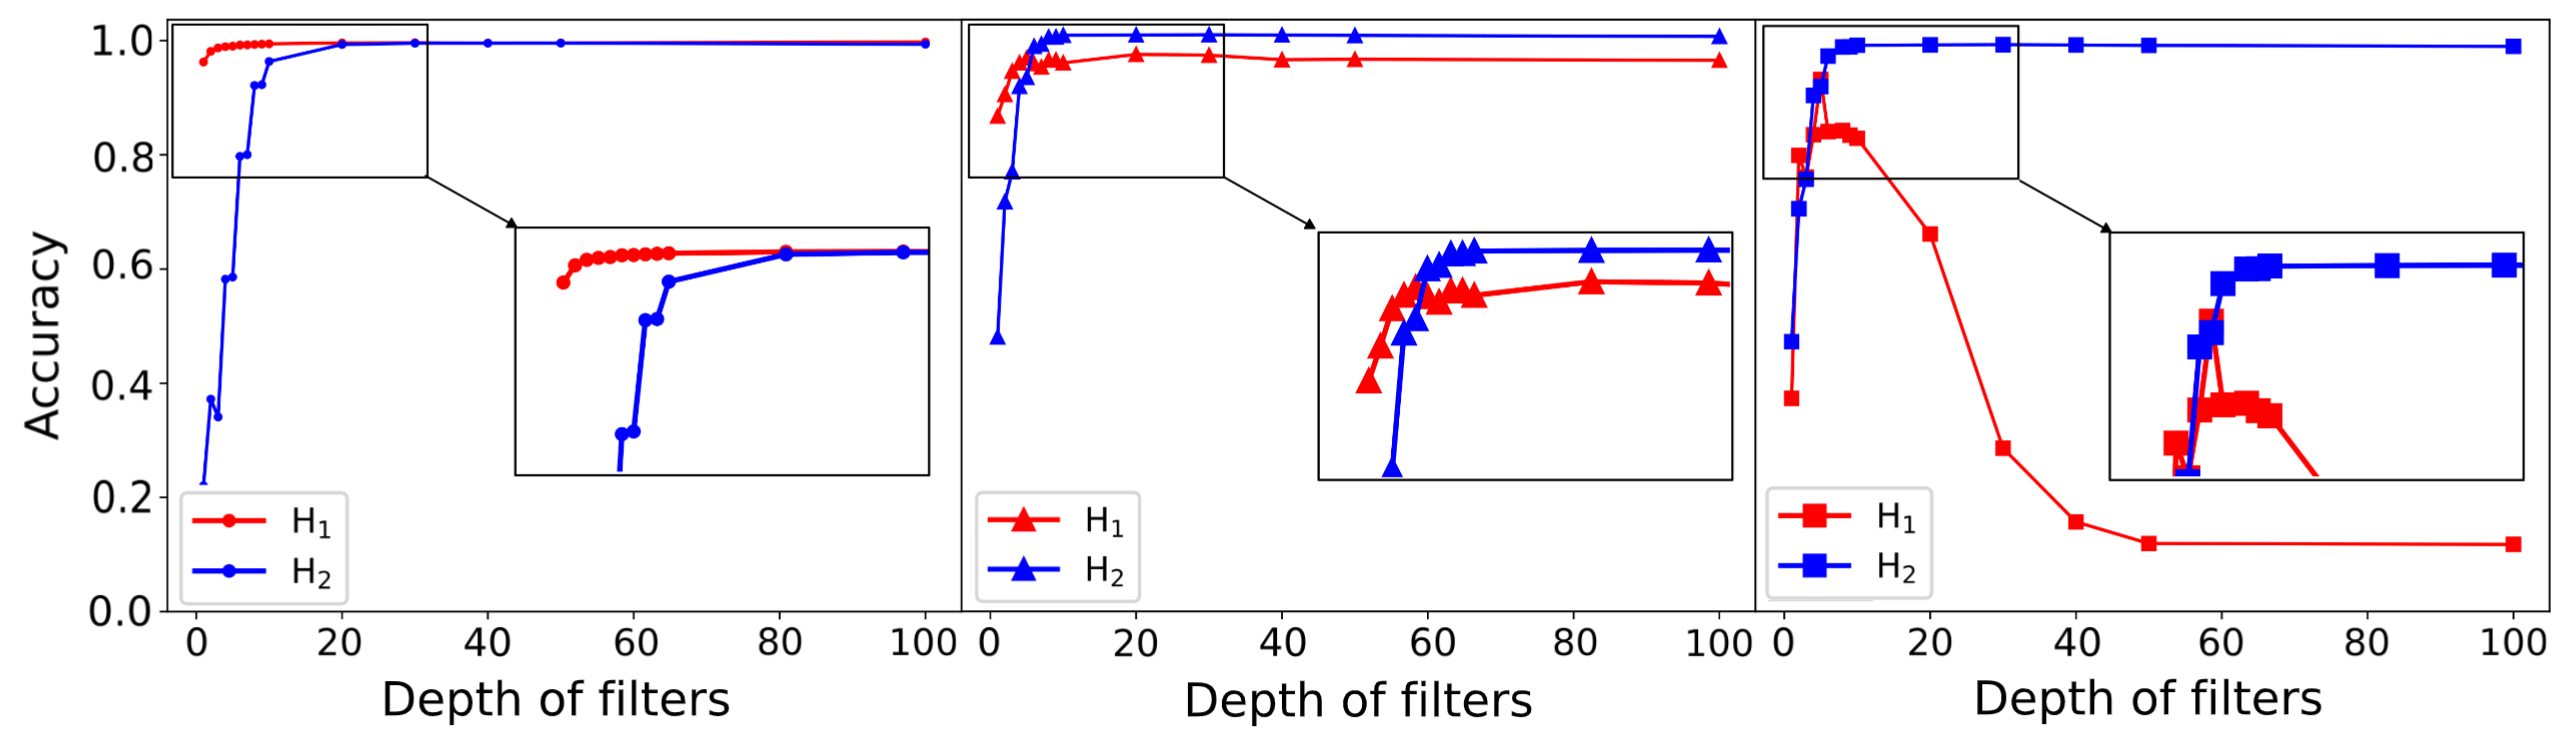 Accuracy
1.0
0.8
0.6
0.4
0.2
0.0
H₁
H₂
H₁
H₂
H₁
H₂
0 20 40 60 80 100
0 20 40 60 80 100
0 20 40 60 80 100
Depth of filters
Depth of filters
Depth of filters